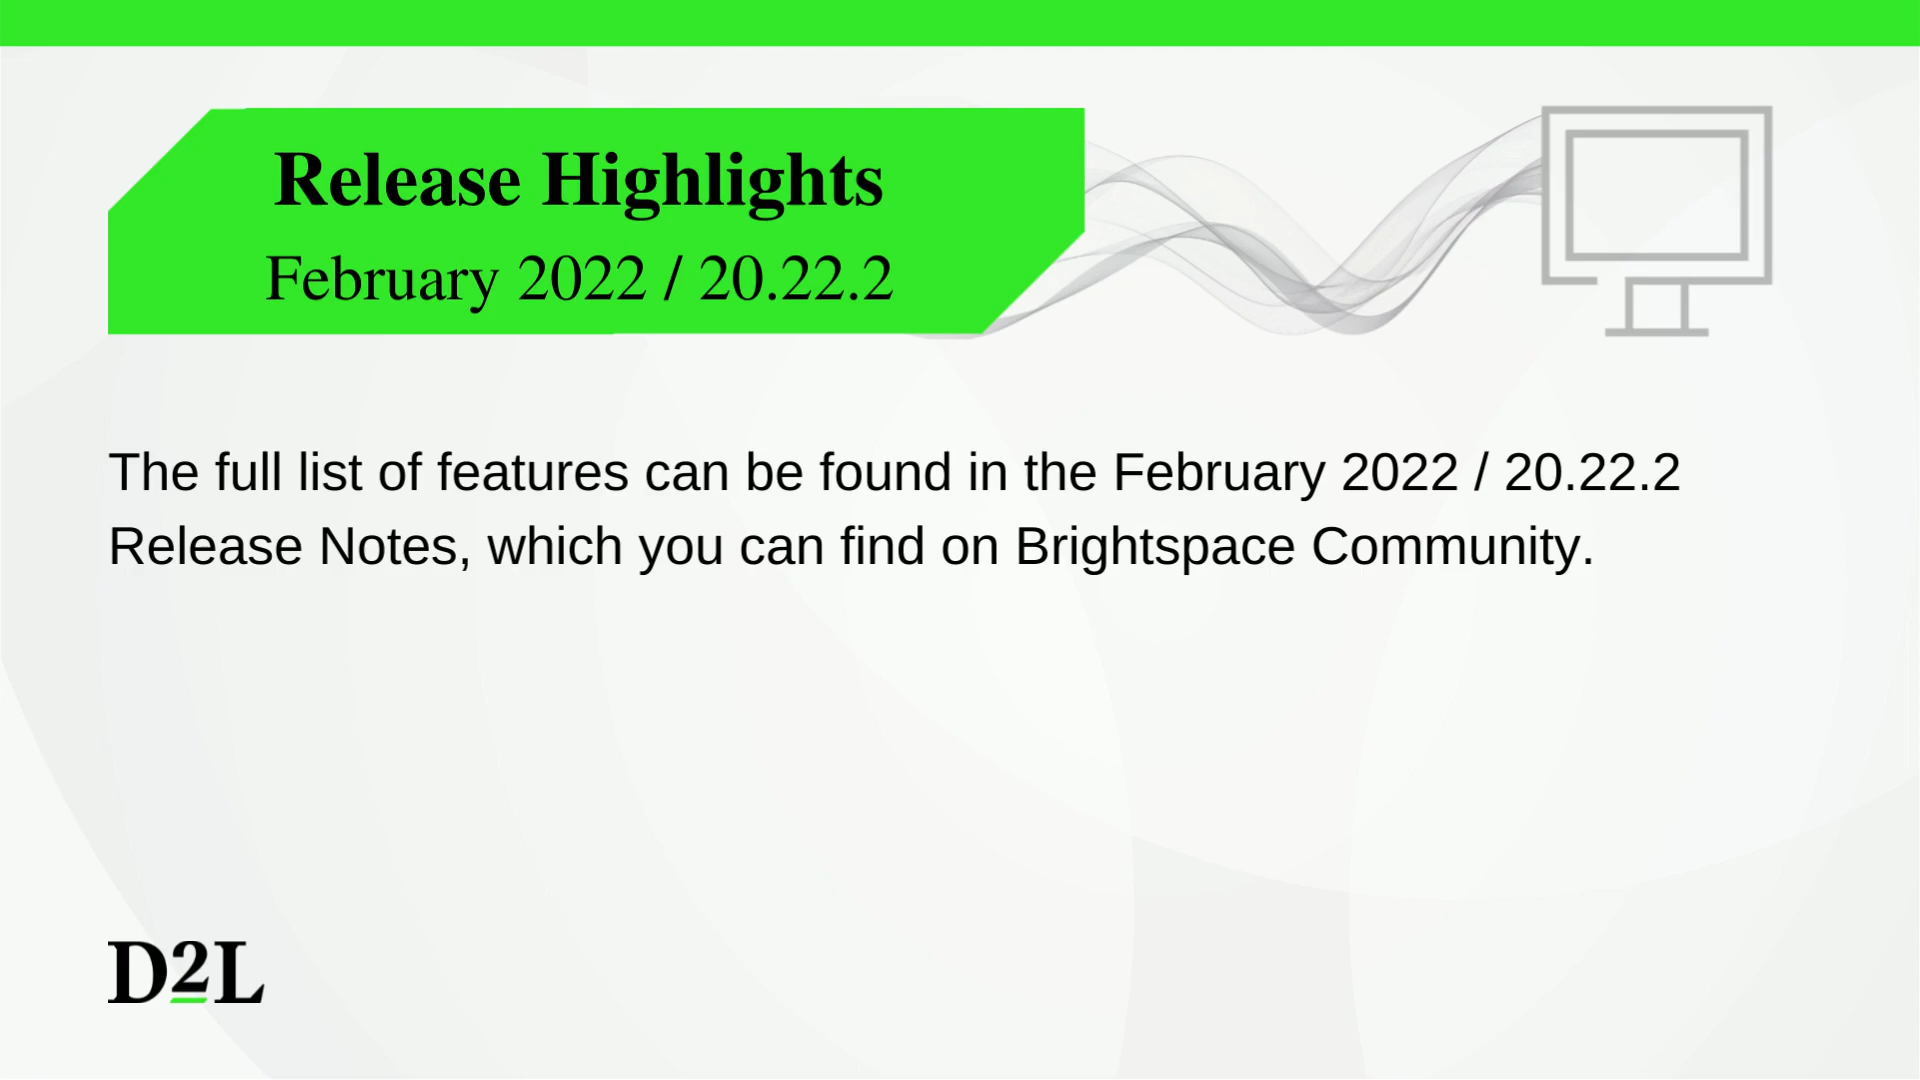 Release Highlights
February 2022 / 20.22.2
The full list of features can be found in the February 2022 / 20.22.2
Release Notes, which you can find on Brightspace Community.
D2L